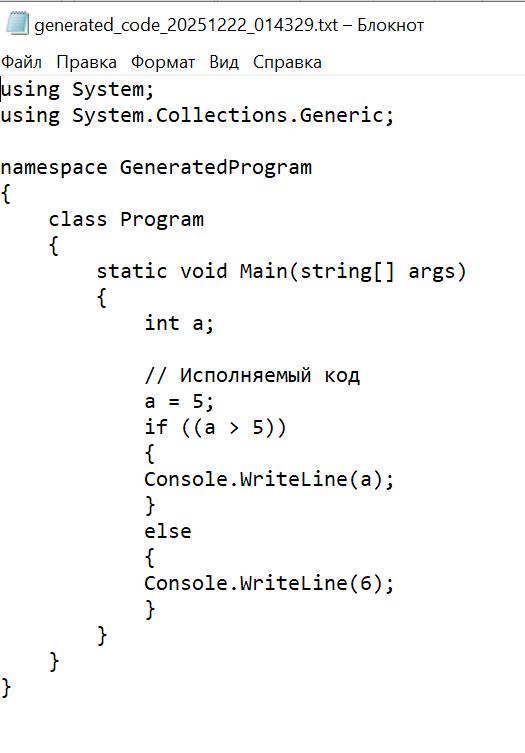 generated_code_20251222_014329.txt – Блокнот
Файл Правка Формат Вид Справка
using System;
using System.Collections.Generic;

namespace GeneratedProgram
{
    class Program
    {
        static void Main(string[] args)
        {
            int a;

            // Исполняемый код
            a = 5;
            if ((a > 5))
            {
            Console.WriteLine(a);
            }
            else
            {
            Console.WriteLine(6);
            }
        }
    }
}